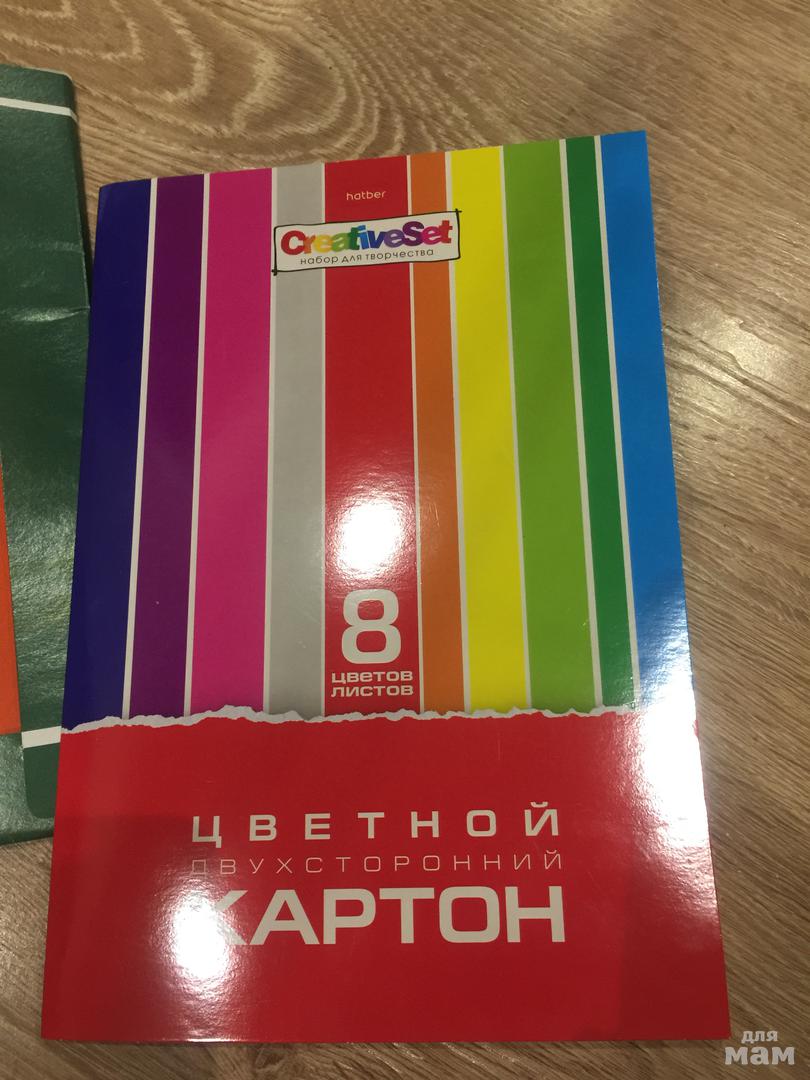 hatber
CreativeSet
набор для творчества
8
цветов
листов
ЦВЕТНОЙ
ДВУХСТОРОННИЙ
КАРТОН
для
мам